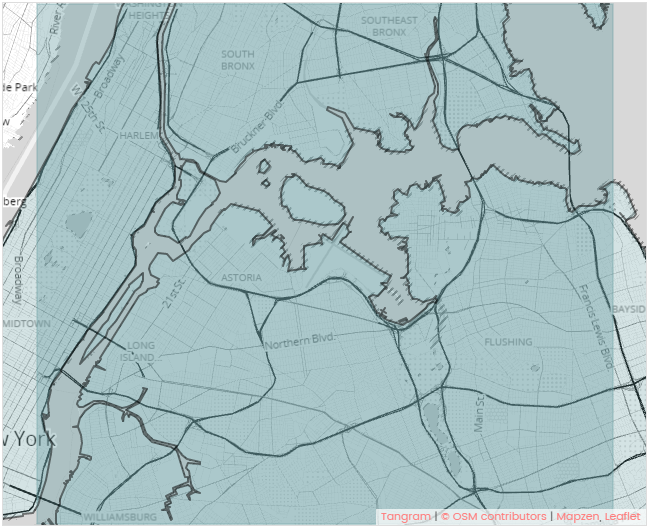 HEIGHTS
SOUTHEAST
BRONX
River
Broadway
SOUTH
BRONX
de Park
W 125th St.
Bruckner Blvd.
HARLEM
w
berg
Broadway
ASTORIA
21st St.
Francis Lewis Blvd.
BAYSID
MIDTOWN
LONG
ISLAND...
Northern Blvd.
FLUSHING
Main St.
w York
WILLIAMSBURG
Tangram | © OSM contributors | Mapzen, Leaflet